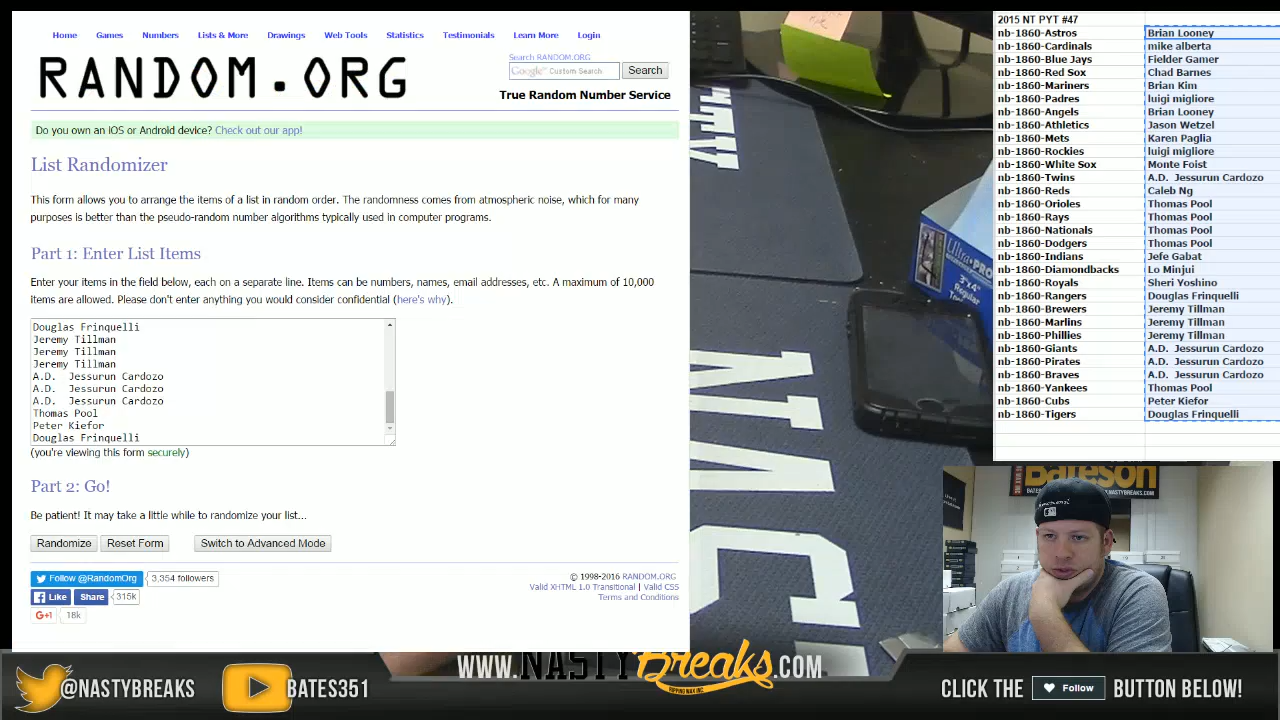 Home Games Numbers Lists & More Drawings Web Tools Statistics Testimonials Learn More Login
RANDOM.ORG
Search RANDOM.ORG
Google™ Custom Search Search
True Random Number Service
Do you own an iOS or Android device? Check out our app!
List Randomizer
This form allows you to arrange the items of a list in random order. The randomness comes from atmospheric noise, which for many
purposes is better than the pseudo-random number algorithms typically used in computer programs.
Part 1: Enter List Items
Enter your items in the field below, each on a separate line. Items can be numbers, names, email addresses, etc. A maximum of 10,000
items are allowed. Please don't enter anything you would consider confidential (here's why).
Douglas Frinquelli
Jeremy Tillman
Jeremy Tillman
Jeremy Tillman
A.D.  Jessurun Cardozo
A.D.  Jessurun Cardozo
A.D.  Jessurun Cardozo
Thomas Pool
Peter Kiefor
Douglas Frinquelli
(you're viewing this form securely)
Part 2: Go!
Be patient! It may take a little while to randomize your list...
Randomize Reset Form Switch to Advanced Mode
Follow @RandomOrg 3,354 followers
Like Share 315k
G+1 18k
© 1998-2016 RANDOM.ORG
Valid XHTML 1.0 Transitional | Valid CSS
Terms and Conditions
2015 NT PYT #47
nb-1860-Astros Brian Looney
nb-1860-Cardinals mike alberta
nb-1860-Blue Jays Fielder Gamer
nb-1860-Red Sox Chad Barnes
nb-1860-Mariners Brian Kim
nb-1860-Padres luigi migliore
nb-1860-Angels Brian Looney
nb-1860-Athletics Jason Wetzel
nb-1860-Mets Karen Paglia
nb-1860-Rockies luigi migliore
nb-1860-White Sox Monte Foist
nb-1860-Twins A.D.  Jessurun Cardozo
nb-1860-Reds Caleb Ng
nb-1860-Orioles Thomas Pool
nb-1860-Rays Thomas Pool
nb-1860-Nationals Thomas Pool
nb-1860-Dodgers Thomas Pool
nb-1860-Indians Jefe Gabat
nb-1860-Diamondbacks Lo Minjui
nb-1860-Royals Sheri Yoshino
nb-1860-Rangers Douglas Frinquelli
nb-1860-Brewers Jeremy Tillman
nb-1860-Marlins Jeremy Tillman
nb-1860-Phillies Jeremy Tillman
nb-1860-Giants A.D.  Jessurun Cardozo
nb-1860-Pirates A.D.  Jessurun Cardozo
nb-1860-Braves A.D.  Jessurun Cardozo
nb-1860-Yankees Thomas Pool
nb-1860-Cubs Peter Kiefor
nb-1860-Tigers Douglas Frinquelli
Ultra PRO
3"x4"
Regular
Bateson
@NASTYBREAKS
BATES351
WWW.NASTYBreaks.COM
RIPPING WAX INC.
CLICK THE Follow BUTTON BELOW!